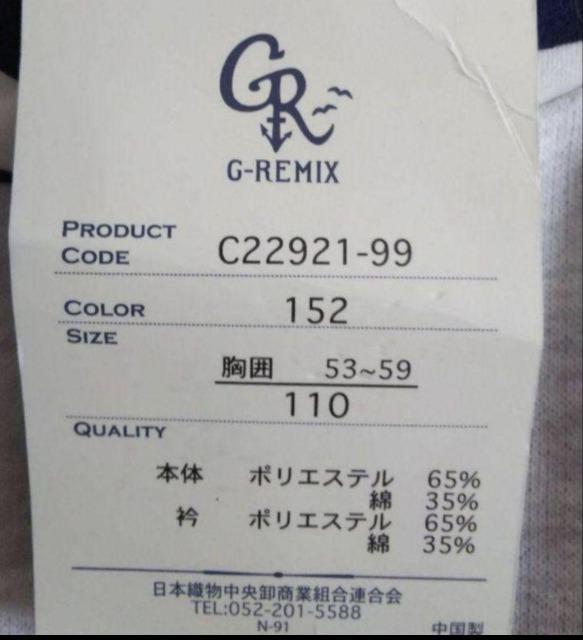 GR
G-REMIX
PRODUCT
CODE C22921-99
COLOR 152
SIZE
胸囲 53~59
110
QUALITY
本体 ポリエステル 65%
綿 35%
衿 ポリエステル 65%
綿 35%
日本織物中央卸商業組合連合会
TEL:052-201-5588
N-91 中国製